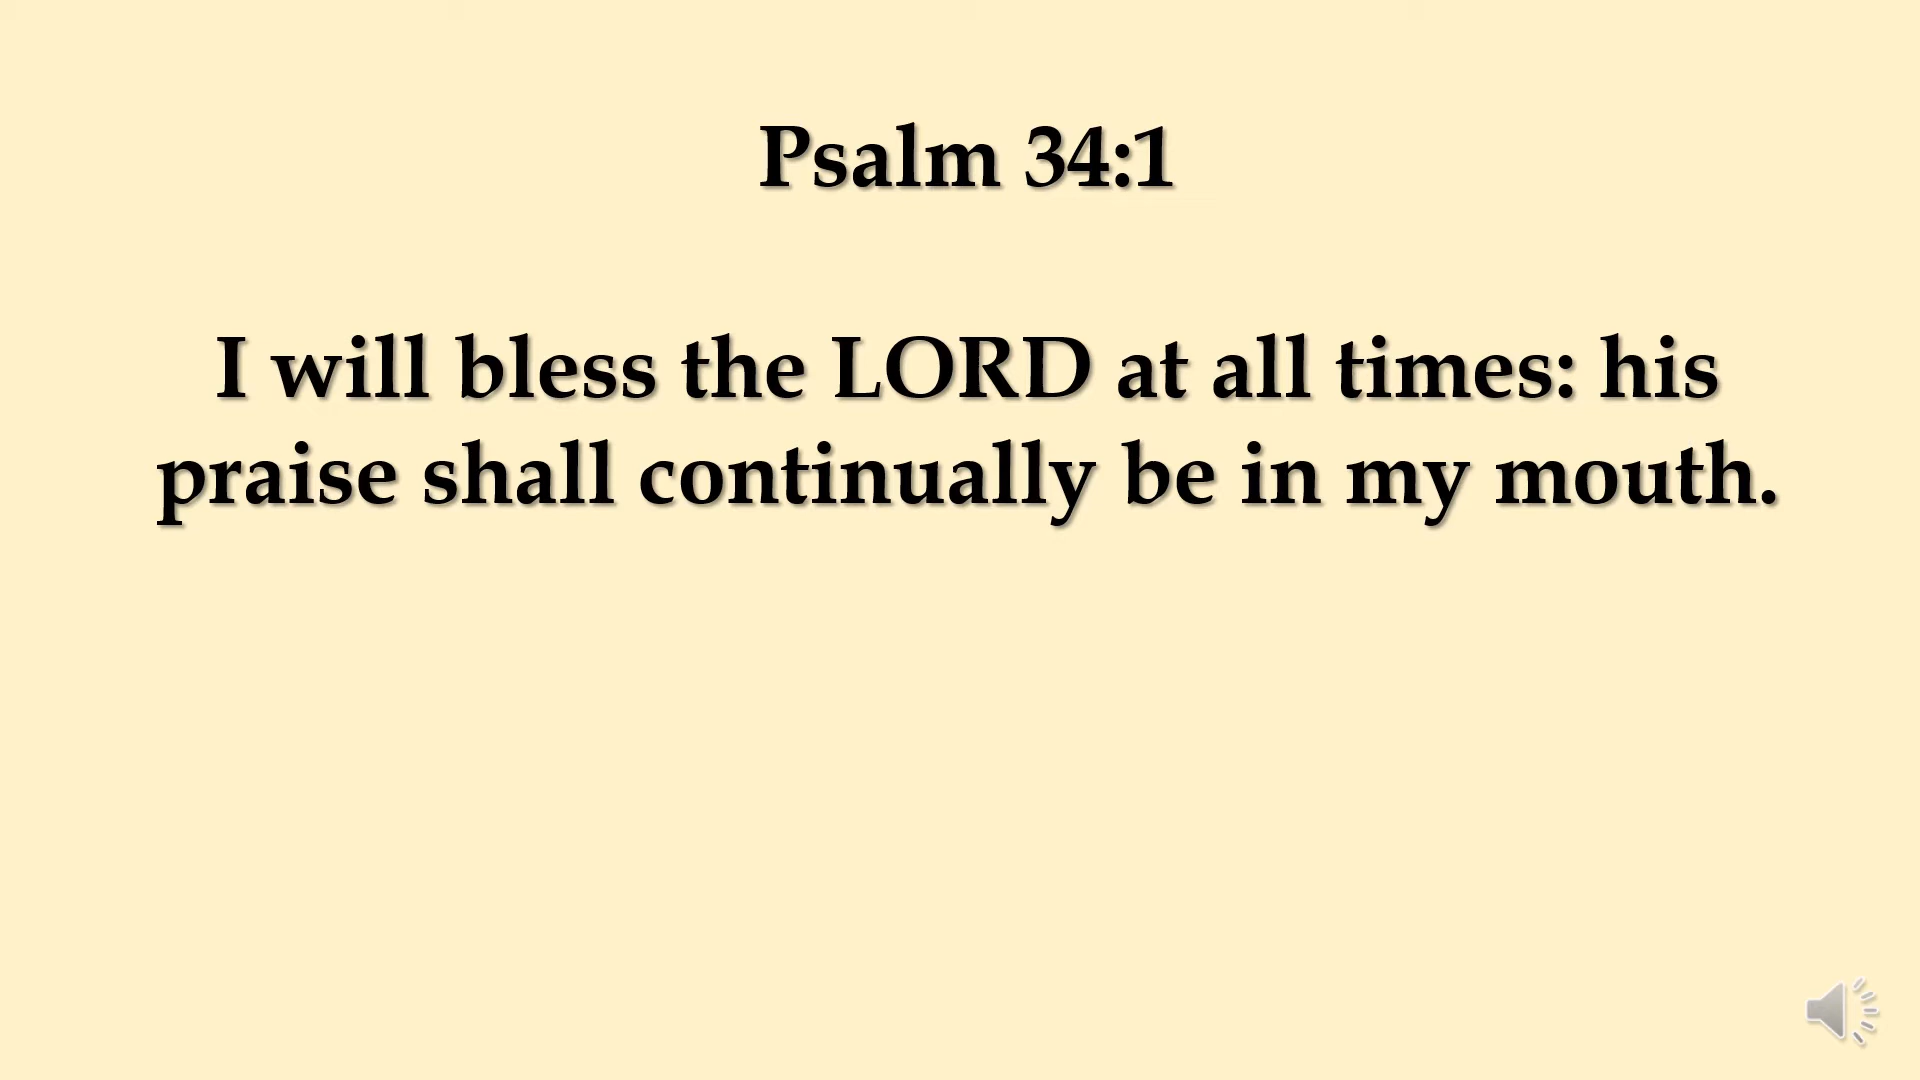 Psalm 34:1
I will bless the LORD at all times: his
praise shall continually be in my mouth.